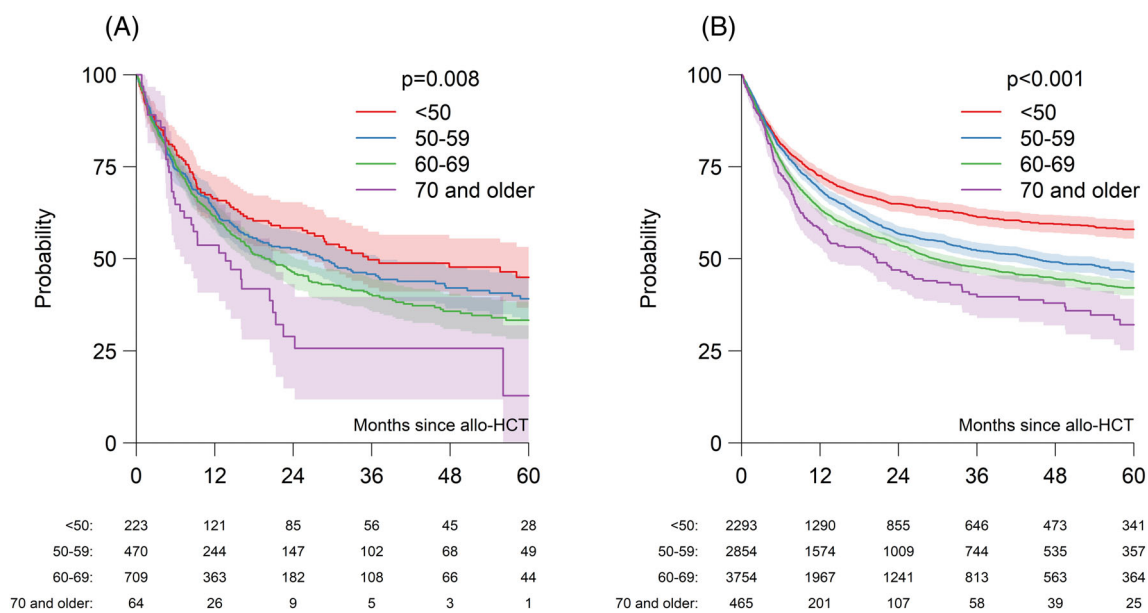 (A)
p=0.008
<50
50-59
60-69
70 and older
Probability
100
75
50
25
0
Months since allo-HCT
0 12 24 36 48 60
<50: 223 121 85 56 45 28
50-59: 470 244 147 102 68 49
60-69: 709 363 182 108 66 44
70 and older: 64 26 9 5 3 1
(B)
p<0.001
<50
50-59
60-69
70 and older
Probability
100
75
50
25
0
Months since allo-HCT
0 12 24 36 48 60
<50: 2293 1290 855 646 473 341
50-59: 2854 1574 1009 744 535 357
60-69: 3754 1967 1241 813 563 364
70 and older: 465 201 107 58 39 25